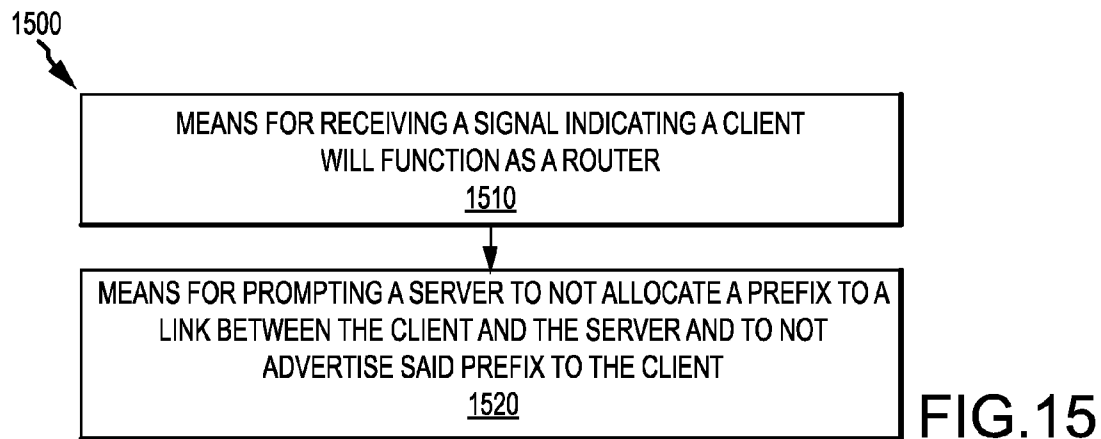 1500
MEANS FOR RECEIVING A SIGNAL INDICATING A CLIENT
WILL FUNCTION AS A ROUTER
1510
MEANS FOR PROMPTING A SERVER TO NOT ALLOCATE A PREFIX TO A
LINK BETWEEN THE CLIENT AND THE SERVER AND TO NOT
ADVERTISE SAID PREFIX TO THE CLIENT
1520
FIG.15